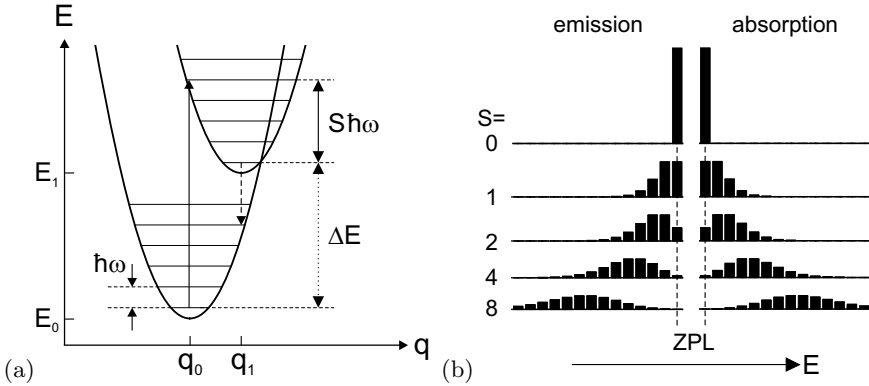 E
E₁
E₀
ħω
Sħω
ΔE
q₀ q₁
q
(a)
emission absorption
S=
0
1
2
4
8
ZPL
E
(b)